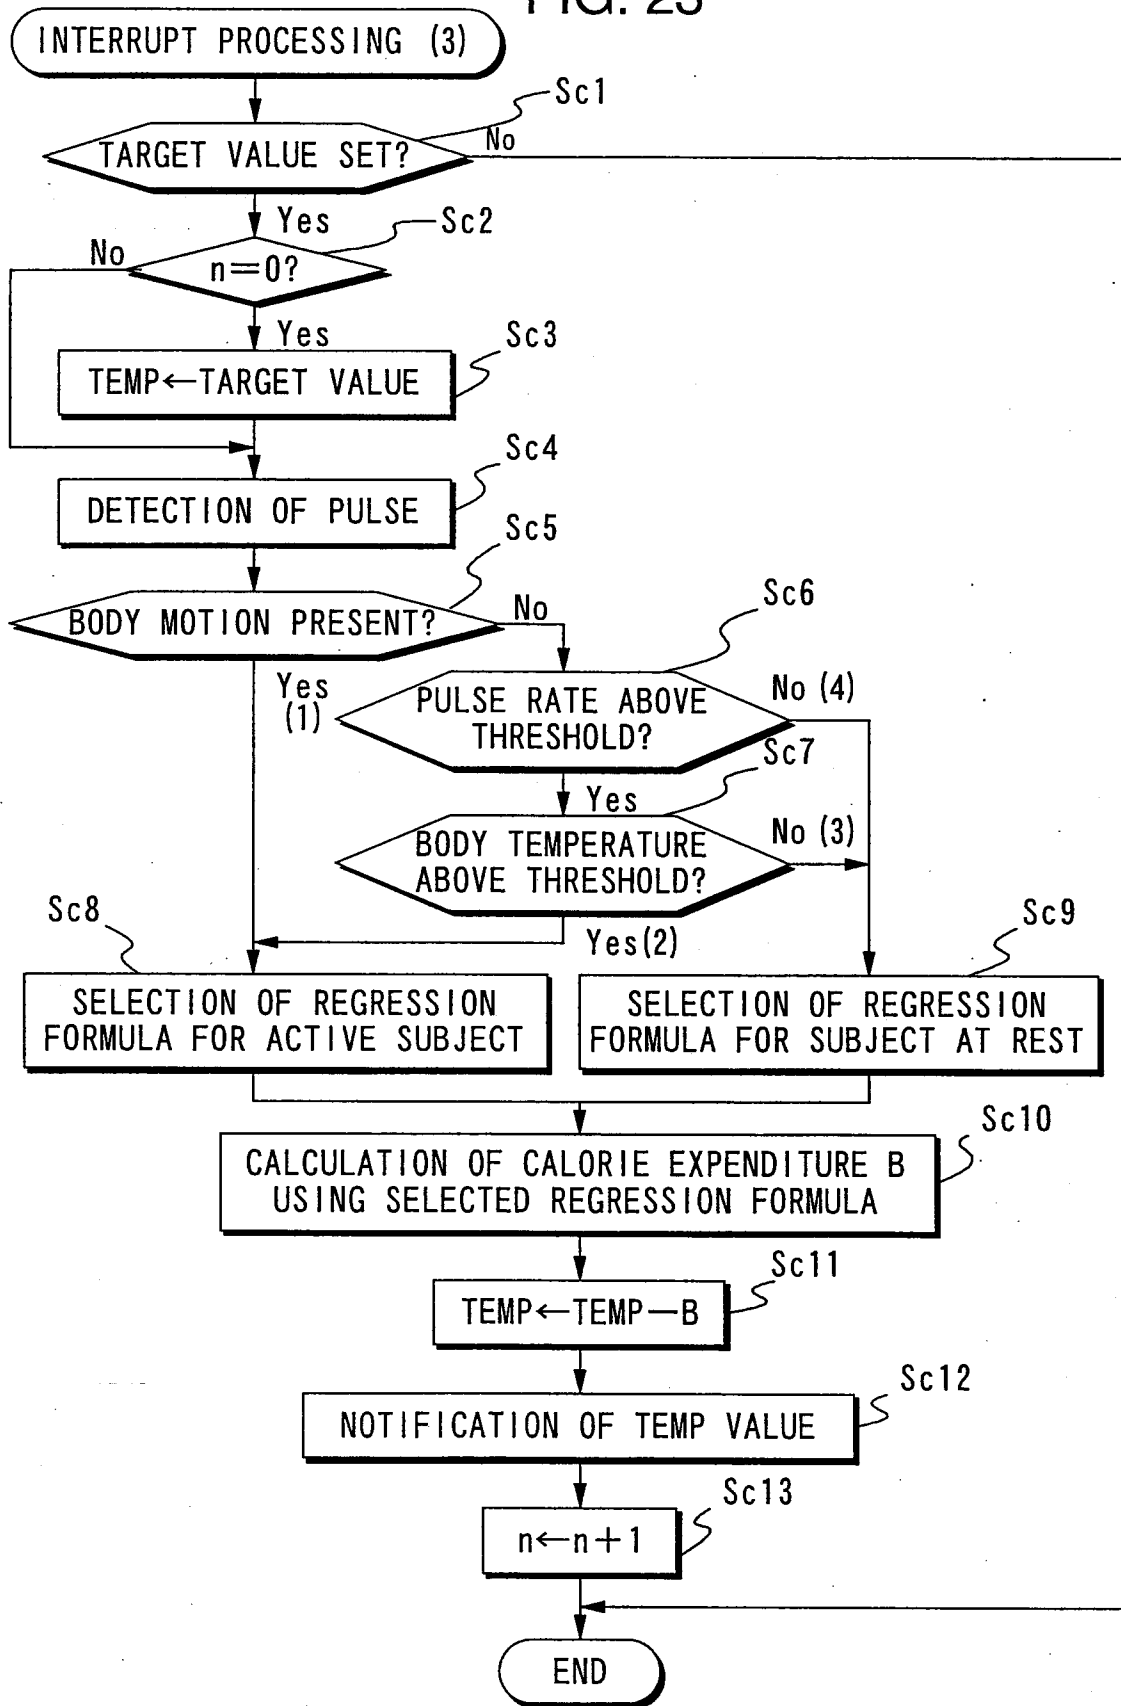 FIG. 23
INTERRUPT PROCESSING (3)
Sc1
TARGET VALUE SET?
No
Yes
Sc2
No
n=0?
Yes
Sc3
TEMP←TARGET VALUE
Sc4
DETECTION OF PULSE
Sc5
BODY MOTION PRESENT?
No
Sc6
Yes
(1)
PULSE RATE ABOVE
THRESHOLD?
No (4)
Sc7
Yes
BODY TEMPERATURE
ABOVE THRESHOLD?
No (3)
Yes(2)
Sc8
Sc9
SELECTION OF REGRESSION
FORMULA FOR ACTIVE SUBJECT
SELECTION OF REGRESSION
FORMULA FOR SUBJECT AT REST
Sc10
CALCULATION OF CALORIE EXPENDITURE B
USING SELECTED REGRESSION FORMULA
Sc11
TEMP←TEMP—B
Sc12
NOTIFICATION OF TEMP VALUE
Sc13
n←n+1
END